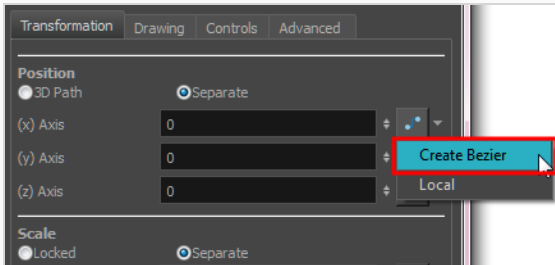 Transformation Drawing Controls Advanced
Position
3D Path Separate
(x) Axis 0
(y) Axis 0
Create Bezier
(z) Axis 0
Local
Scale
Locked Separate